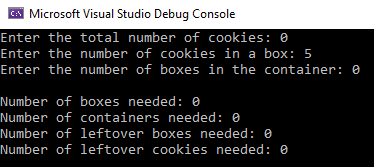 Microsoft Visual Studio Debug Console
Enter the total number of cookies: 0
Enter the number of cookies in a box: 5
Enter the number of boxes in the container: 0
Number of boxes needed: 0
Number of containers needed: 0
Number of leftover boxes needed: 0
Number of leftover cookies needed: 0